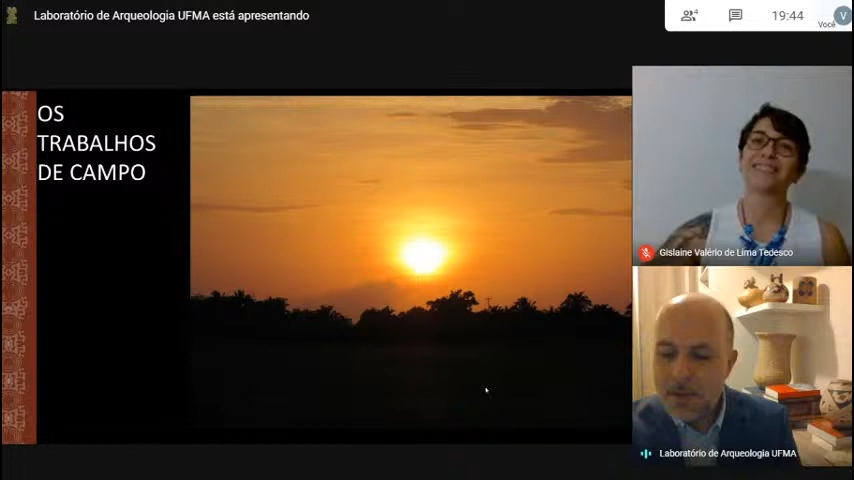 Laboratório de Arqueologia UFMA está apresentando
4
19:44
Você
V
OS
TRABALHOS
DE CAMPO
Gislaine Valério de Lima Tedesco
Laboratório de Arqueologia UFMA